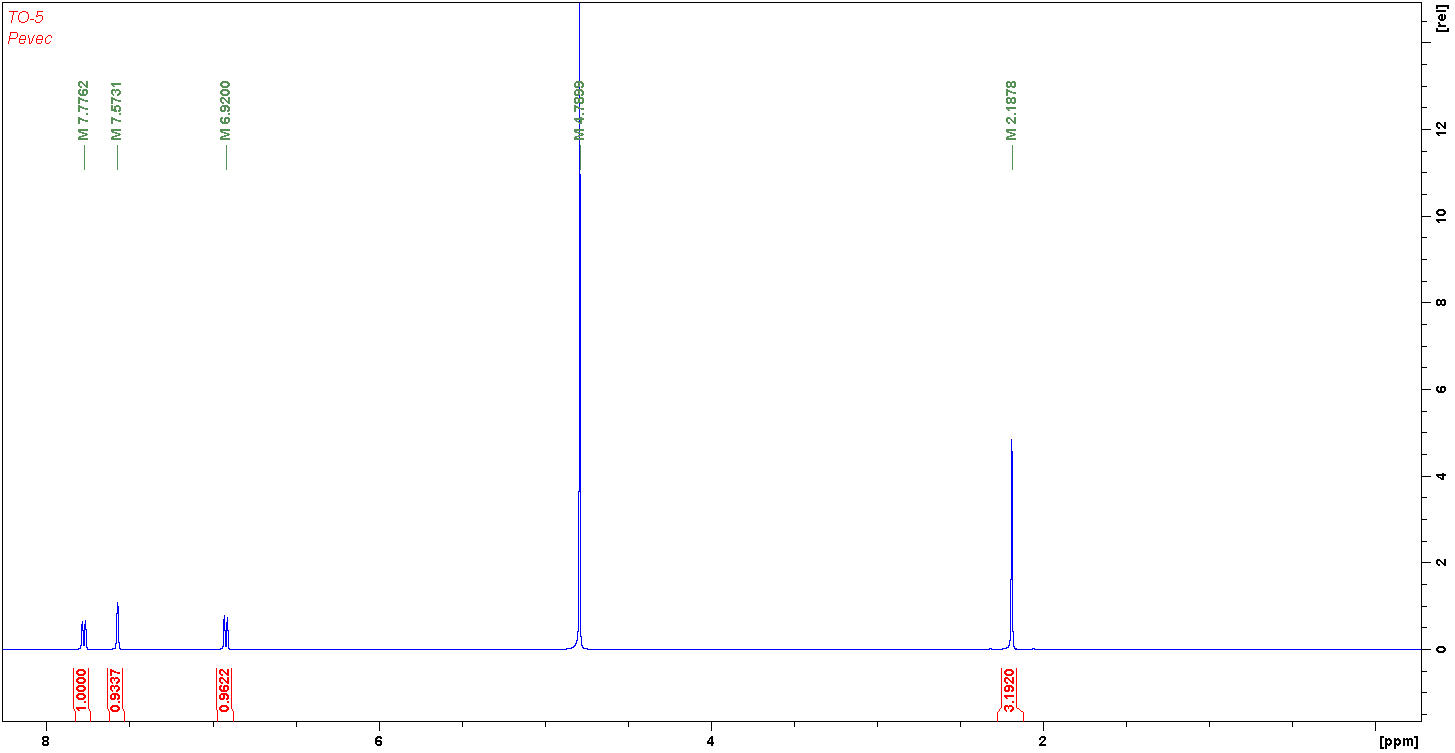 TO-5
Pevec
[rel]
M 7.7762
M 7.5731
M 6.9200
M 4.7899
M 2.1878
12
10
8
6
4
2
0
1.0000
0.9337
0.9622
3.1920
8
6
4
2
[ppm]